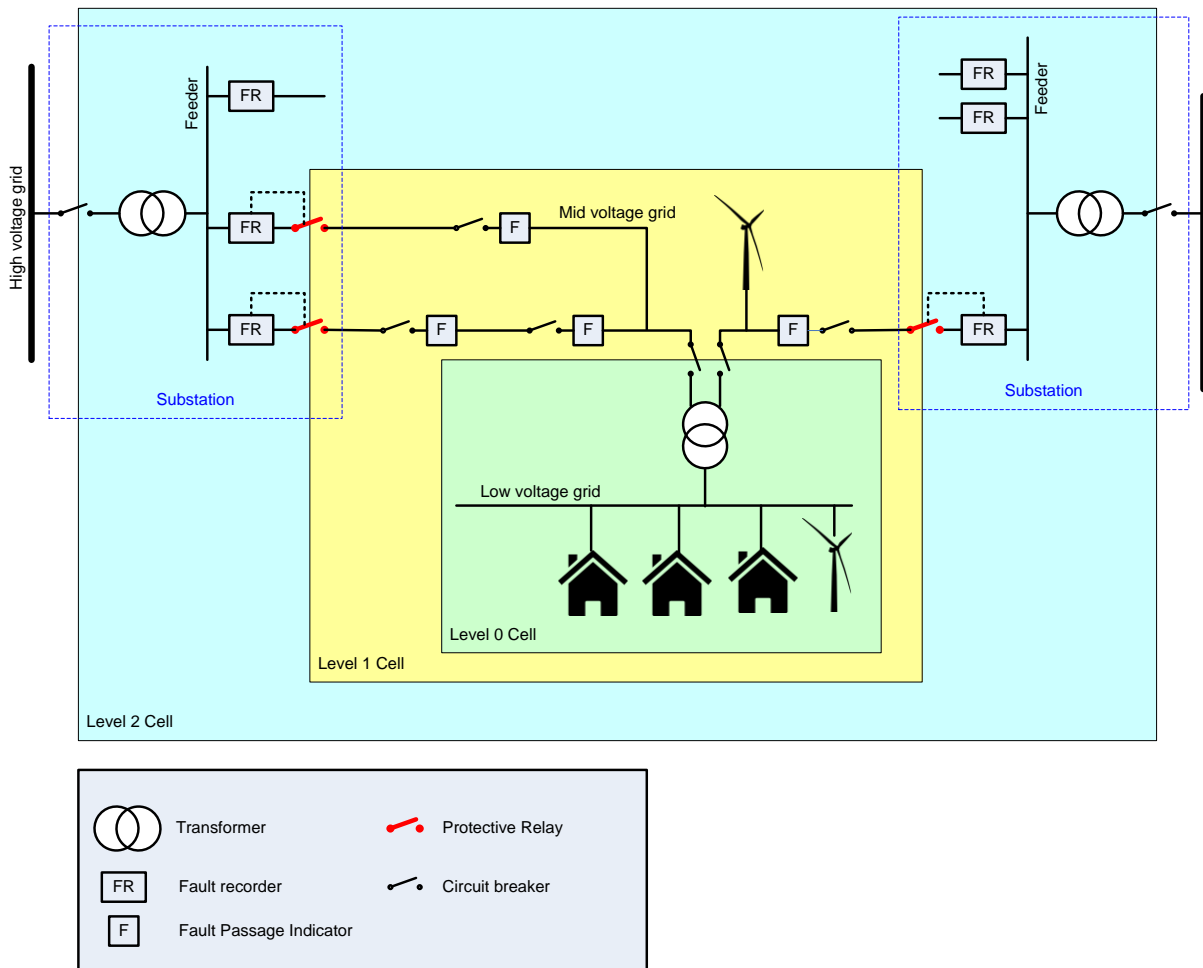 Feeder
FR
FR
FR
Feeder
FR
High voltage grid
FR
Mid voltage grid
F
FR
F
F
F
FR
Substation
Substation
Low voltage grid
Level 0 Cell
Level 1 Cell
Level 2 Cell
Transformer
Protective Relay
FR
Fault recorder
Circuit breaker
F
Fault Passage Indicator